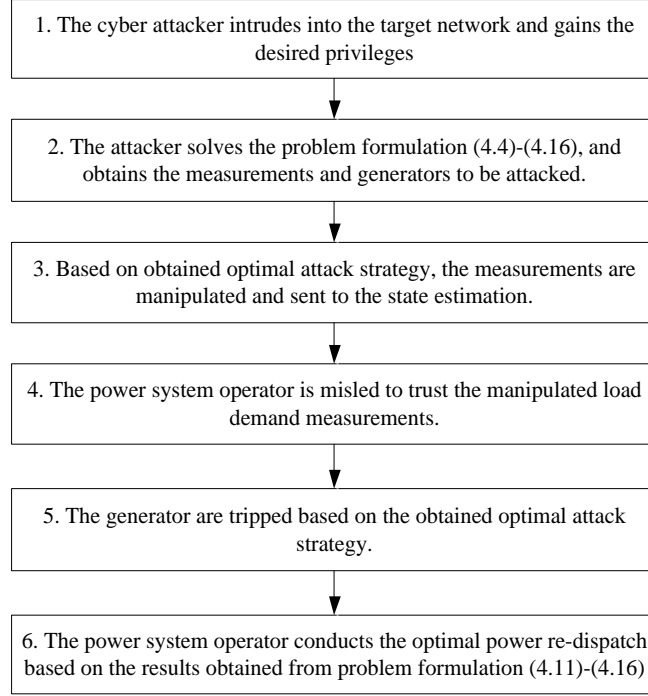 1. The cyber attacker intrudes into the target network and gains the
desired privileges
2. The attacker solves the problem formulation (4.4)-(4.16), and
obtains the measurements and generators to be attacked.
3. Based on obtained optimal attack strategy, the measurements are
manipulated and sent to the state estimation.
4. The power system operator is misled to trust the manipulated load
demand measurements.
5. The generator are tripped based on the obtained optimal attack
strategy.
6. The power system operator conducts the optimal power re-dispatch
based on the results obtained from problem formulation (4.11)-(4.16)